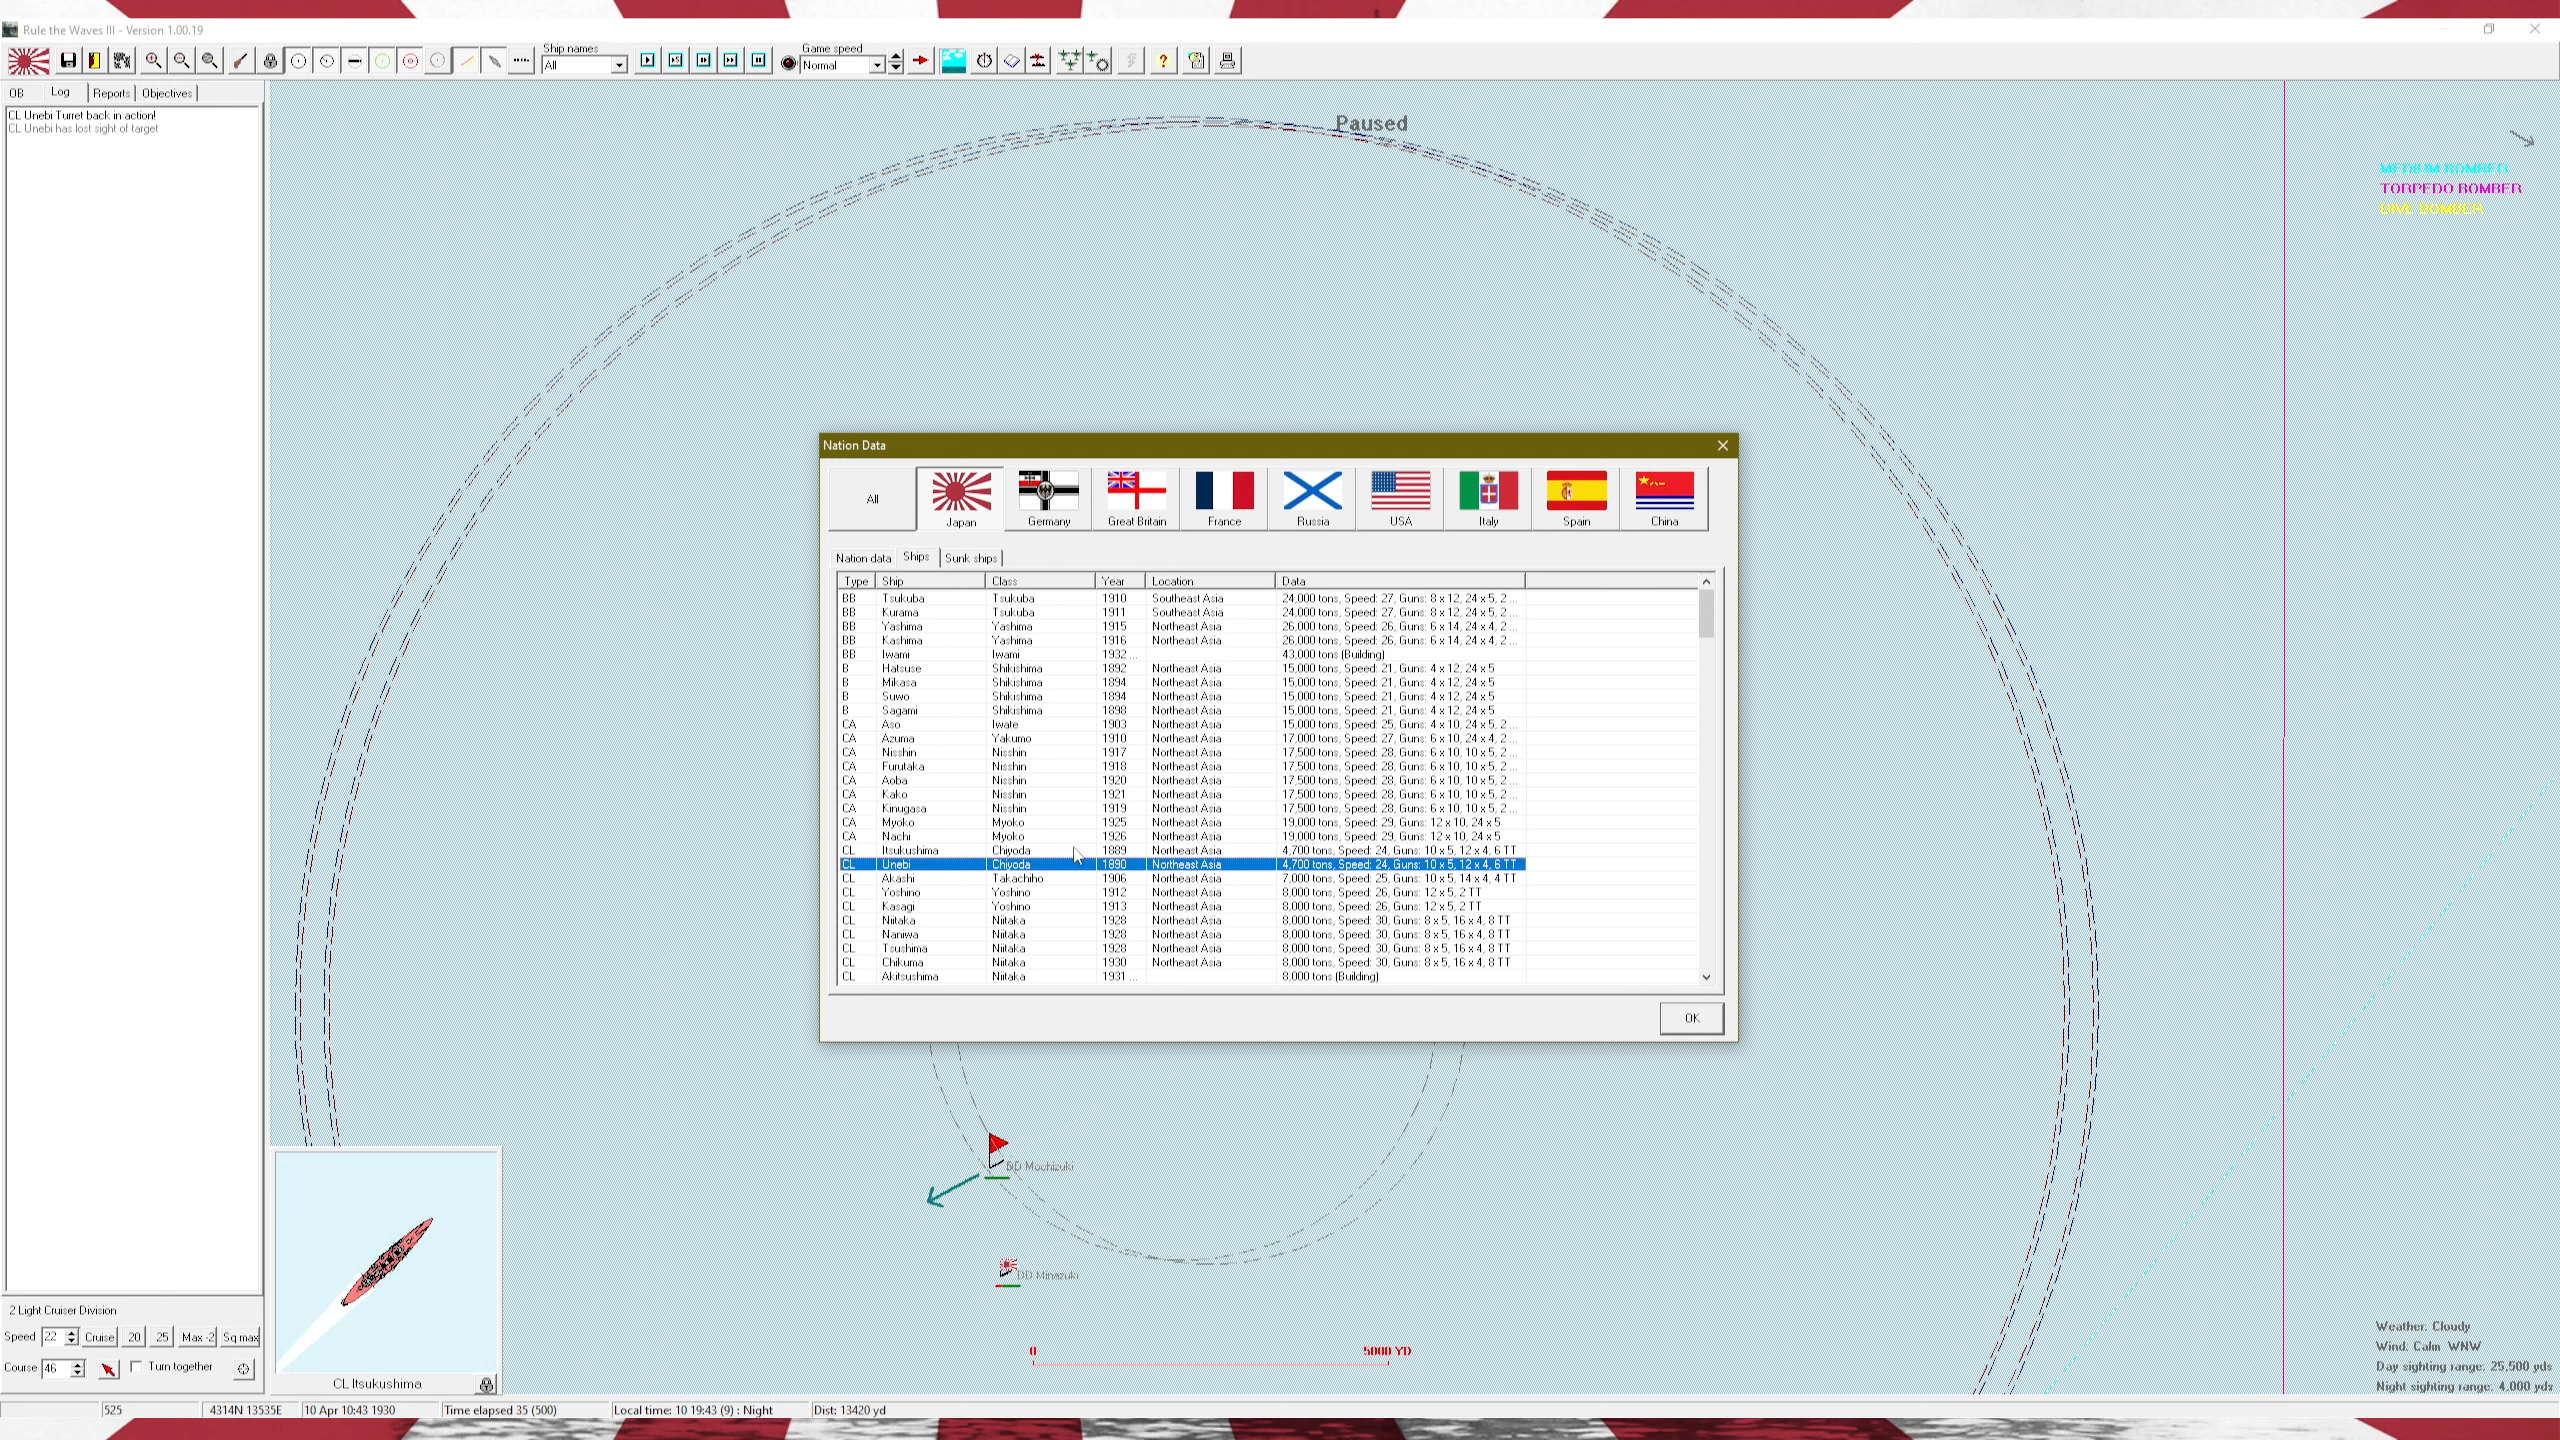 Rule the Waves III - Version 1.00.19
Ship names
All
Game speed
Normal
OB Log Reports Objectives
CL Unebi Turret back in action!
CL Unebi has lost sight of target
Paused
MEDIUM BOMBER
TORPEDO BOMBER
DIVE BOMBER
Nation Data
All Japan Germany Great Britain France Russia USA Italy Spain China
Nation data Ships Sunk ships
Type Ship Class Year Location Data
BB Tsukuba Tsukuba 1910 Southeast Asia 24,000 tons, Speed: 27, Guns: 8 x 12, 24 x 5, 2 ...
BB Kurama Tsukuba 1911 Southeast Asia 24,000 tons, Speed: 27, Guns: 8 x 12, 24 x 5, 2 ...
BB Yashima Yashima 1915 Northeast Asia 26,000 tons, Speed: 26, Guns: 6 x 14, 24 x 4, 2 ...
BB Kashima Yashima 1916 Northeast Asia 26,000 tons, Speed: 26, Guns: 6 x 14, 24 x 4, 2 ...
BB Iwami Iwami 1932 ... 43,000 tons (Building)
B Hatsuse Shikishima 1892 Northeast Asia 15,000 tons, Speed: 21, Guns: 4 x 12, 24 x 5
B Mikasa Shikishima 1894 Northeast Asia 15,000 tons, Speed: 21, Guns: 4 x 12, 24 x 5
B Suwo Shikishima 1894 Northeast Asia 15,000 tons, Speed: 21, Guns: 4 x 12, 24 x 5
B Sagami Shikishima 1898 Northeast Asia 15,000 tons, Speed: 21, Guns: 4 x 12, 24 x 5
CA Aso Iwate 1903 Northeast Asia 15,000 tons, Speed: 25, Guns: 4 x 10, 24 x 5, 2 ...
CA Azuma Yakumo 1910 Northeast Asia 17,000 tons, Speed: 27, Guns: 6 x 10, 24 x 4, 2 ...
CA Nisshin Nisshin 1917 Northeast Asia 17,500 tons, Speed: 28, Guns: 6 x 10, 10 x 5, 2 ...
CA Furutaka Nisshin 1918 Northeast Asia 17,500 tons, Speed: 28, Guns: 6 x 10, 10 x 5, 2 ...
CA Aoba Nisshin 1920 Northeast Asia 17,500 tons, Speed: 28, Guns: 6 x 10, 10 x 5, 2 ...
CA Kako Nisshin 1921 Northeast Asia 17,500 tons, Speed: 28, Guns: 6 x 10, 10 x 5, 2 ...
CA Kinugasa Nisshin 1919 Northeast Asia 17,500 tons, Speed: 28, Guns: 6 x 10, 10 x 5, 2 ...
CA Myoko Myoko 1925 Northeast Asia 19,000 tons, Speed: 29, Guns: 12 x 10, 24 x 5
CA Nachi Myoko 1926 Northeast Asia 19,000 tons, Speed: 29, Guns: 12 x 10, 24 x 5
CL Itsukushima Chiyoda 1889 Northeast Asia 4,700 tons, Speed: 24, Guns: 10 x 5, 12 x 4, 6 TT
CL Unebi Chiyoda 1890 Northeast Asia 4,700 tons, Speed: 24, Guns: 10 x 5, 12 x 4, 6 TT
CL Akashi Takachiho 1906 Northeast Asia 7,000 tons, Speed: 25, Guns: 10 x 5, 14 x 4, 4 TT
CL Yoshino Yoshino 1912 Northeast Asia 8,000 tons, Speed: 26, Guns: 12 x 5, 2 TT
CL Kasagi Yoshino 1913 Northeast Asia 8,000 tons, Speed: 26, Guns: 12 x 5, 2 TT
CL Niitaka Niitaka 1928 Northeast Asia 8,000 tons, Speed: 30, Guns: 8 x 5, 16 x 4, 8 TT
CL Naniwa Niitaka 1928 Northeast Asia 8,000 tons, Speed: 30, Guns: 8 x 5, 16 x 4, 8 TT
CL Tsushima Niitaka 1928 Northeast Asia 8,000 tons, Speed: 30, Guns: 8 x 5, 16 x 4, 8 TT
CL Chikuma Niitaka 1930 Northeast Asia 8,000 tons, Speed: 30, Guns: 8 x 5, 16 x 4, 8 TT
CL Akitsushima Niitaka 1931 ... 8,000 tons (Building)
OK
DD Mochizuki
DD Minazuki
0 5000 YD
2 Light Cruiser Division
Speed 22 Cruise 20 25 Max -2 Sq max
Course 46 Turn together
CL Itsukushima
Weather: Cloudy
Wind: Calm WNW
Day sighting range: 25,500 yds
Night sighting range: 4,000 yds
525 4314N 13535E 10 Apr 10:43 1930 Time elapsed 35 (500) Local time: 10 19:43 (9) : Night Dist: 13420 yd